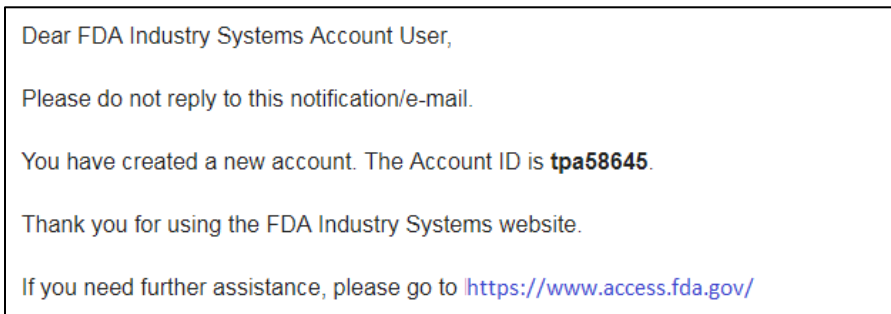 Dear FDA Industry Systems Account User,
Please do not reply to this notification/e-mail.
You have created a new account. The Account ID is tpa58645.
Thank you for using the FDA Industry Systems website.
If you need further assistance, please go to https://www.access.fda.gov/